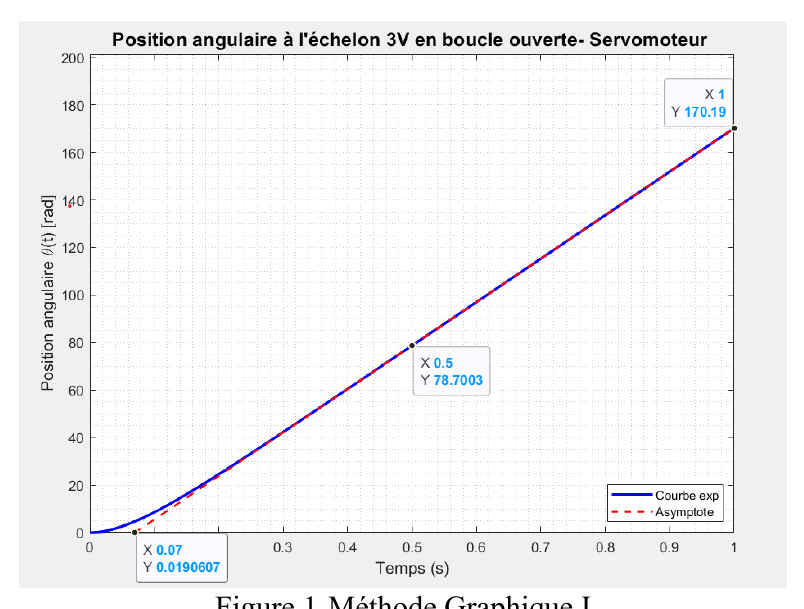 Position angulaire à l'échelon 3V en boucle ouverte- Servomoteur
200
180
160
140
120
100
80
60
40
20
0
Position angulaire θ(t) [rad]
X 1
Y 170.19
X 0.5
Y 78.7003
X 0.07
Y 0.0190607
Courbe exp
Asymptote
0 0.3 0.4 0.5 0.6 0.7 0.8 0.9 1
Temps (s)
Figure 1 Méthode Graphique I